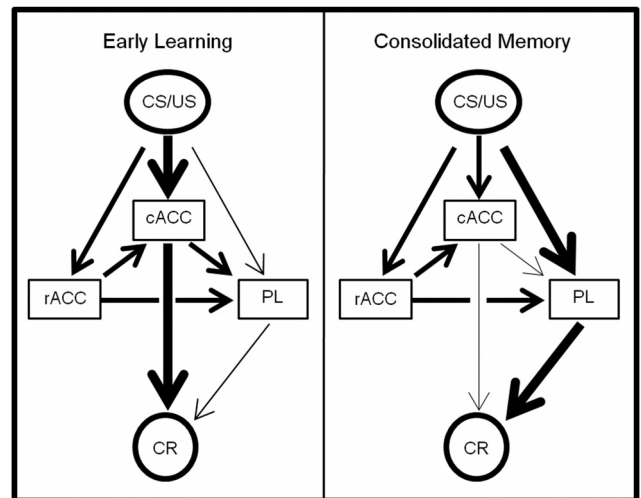 Early Learning
CS/US
cACC
rACC
PL
CR
Consolidated Memory
CS/US
cACC
rACC
PL
CR